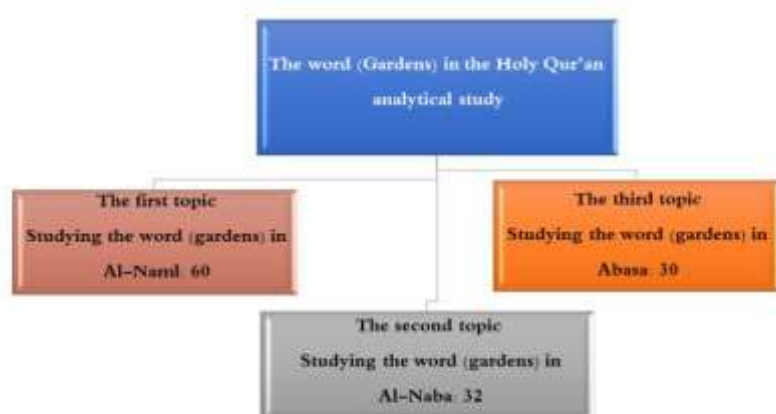 The word (Gardens) in the Holy Qur'an
analytical study
The first topic
Studying the word (gardens) in
Al-Naml: 60
The third topic
Studying the word (gardens) in
Abasa: 30
The second topic
Studying the word (gardens) in
Al-Naba: 32